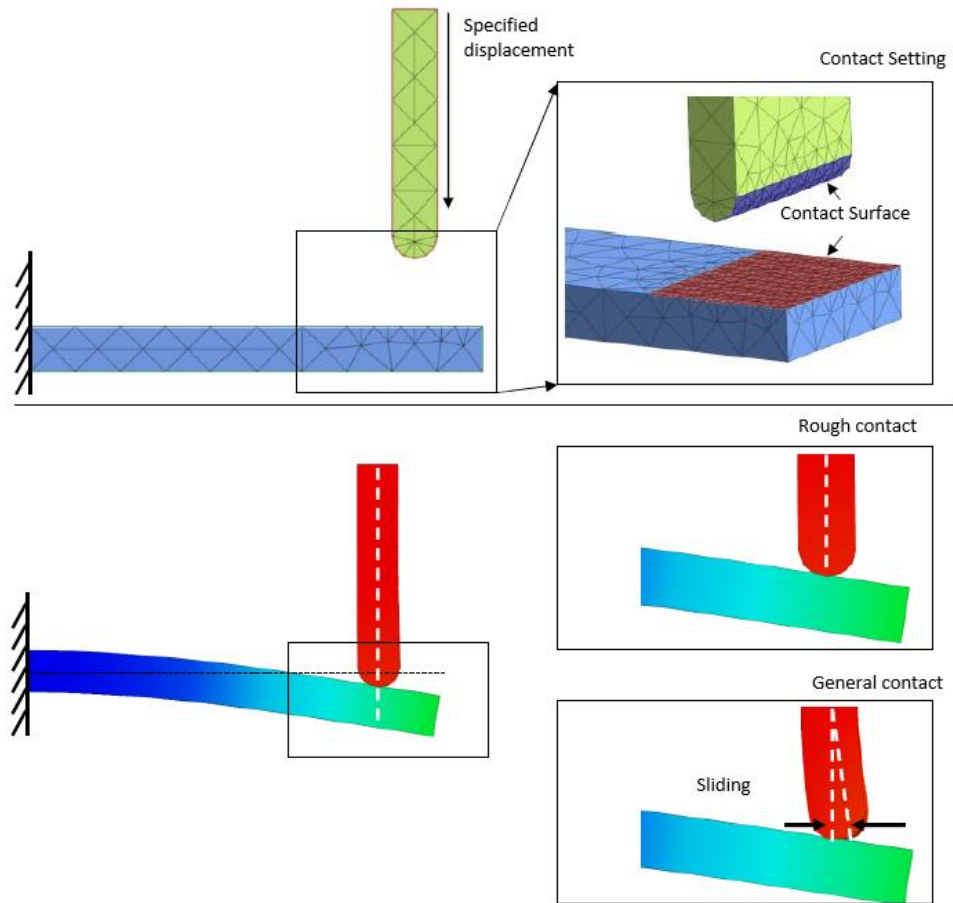 Specified
displacement
Contact Setting
Contact Surface
Rough contact
General contact
Sliding